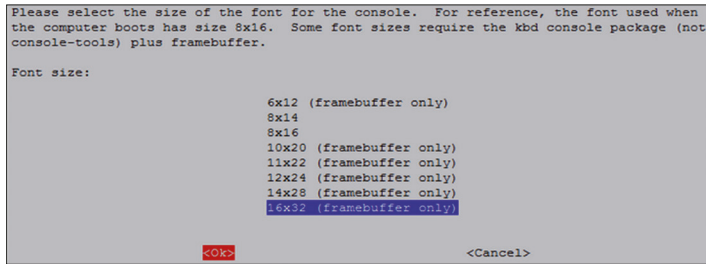 Please select the size of the font for the console.  For reference, the font used when
the computer boots has size 8x16.  Some font sizes require the kbd console package (not
console-tools) plus framebuffer.
Font size:
6x12 (framebuffer only)
8x14
8x16
10x20 (framebuffer only)
11x22 (framebuffer only)
12x24 (framebuffer only)
14x28 (framebuffer only)
16x32 (framebuffer only)
<Ok> <Cancel>